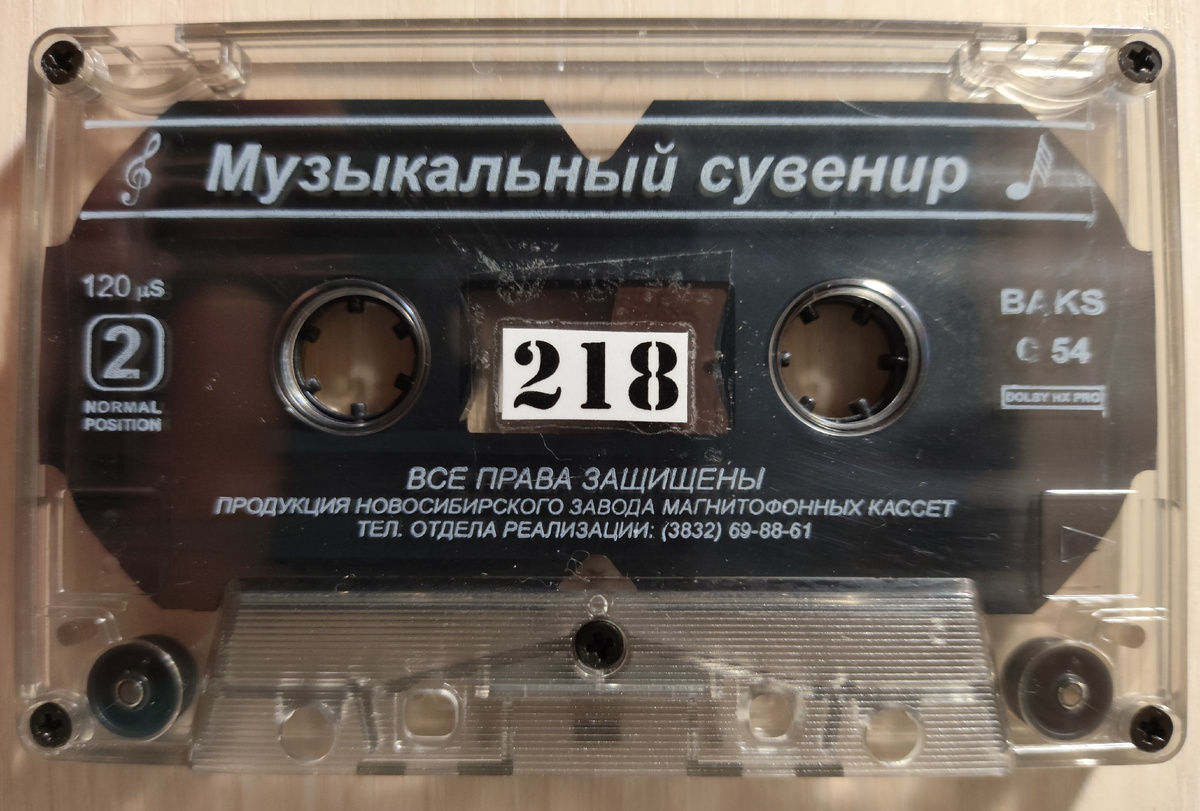 Музыкальный сувенир
120 µS
2
NORMAL
POSITION
218
BAKS
C 54
DOLBY HX PRO
ВСЕ ПРАВА ЗАЩИЩЕНЫ
ПРОДУКЦИЯ НОВОСИБИРСКОГО ЗАВОДА МАГНИТОФОННЫХ КАССЕТ
ТЕЛ. ОТДЕЛА РЕАЛИЗАЦИИ: (3832) 69-88-61